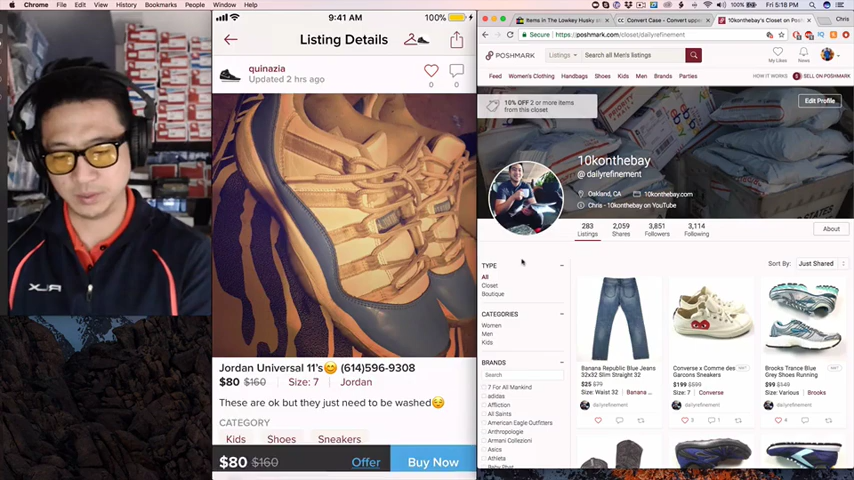 Chrome File Edit View History Bookmarks People Window Help
Fri 5:18 PM
9:41 AM 100%
Listing Details
quinazia
Updated 2 hrs ago
0 0
Jordan Universal 11's😊 (614)596-9308
$80 $160 Size: 7 Jordan
These are ok but they just need to be washed☺️
CATEGORY
Kids Shoes Sneakers
$80 $160 Offer Buy Now
Items In The Lowkey Husky st
Convert Case - Convert upper
10konthebay's Closet on Posh
Chris
Secure https://poshmark.com/closet/dailyrefinement
POSHMARK Listings Search all Men's listings
My Likes News
Feed Women's Clothing Handbags Shoes Kids Men Brands Parties
HOW IT WORKS SELL ON POSHMARK
10% OFF 2 or more items
from this closet
Edit Profile
10konthebay
@ dailyrefinement
Oakland, CA 10konthebay.com
Chris - 10konthebay on YouTube
283 2,059 3,851 3,114
Listings Shares Followers Following
About
Sort By: Just Shared
TYPE
All
Closet
Boutique
CATEGORIES
Women
Men
Kids
BRANDS
Search
7 For All Mankind
adidas
Affliction
All Saints
American Eagle Outfitters
Anthropologie
Armani Collezioni
Asics
Athleta
Banana Republic Blue Jeans
32x32 Slim Straight 32
$25 $79
Size: Waist 32 Banana ...
dailyrefinement
Converse x Comme des
Garcons Sneakers
$199 $599
Size: 7 Converse
dailyrefinement
Brooks Trance Blue
Grey Shoes Running
$99 $149
Size: Various Brooks
dailyrefinement